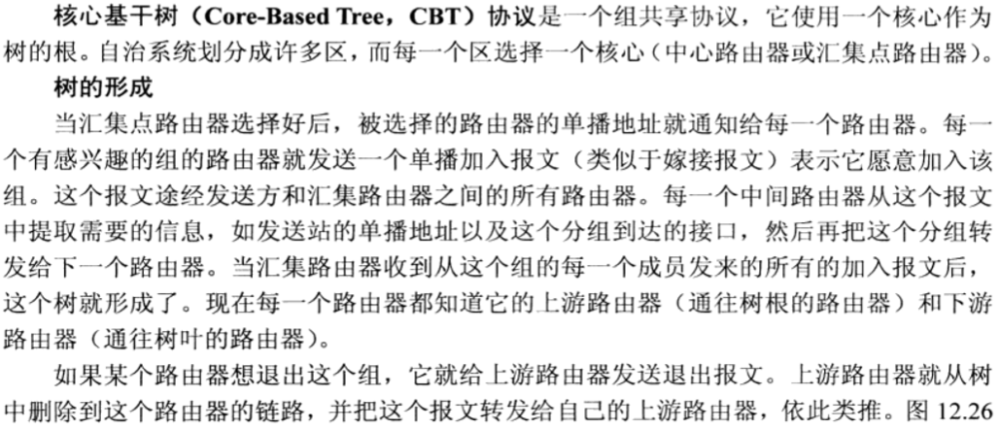 核心基干树（Core-Based Tree，CBT）协议是一个组共享协议，它使用一个核心作为
树的根。自治系统划分成许多区，而每一个区选择一个核心（中心路由器或汇集点路由器）。
树的形成
当汇集点路由器选择好后，被选择的路由器的单播地址就通知给每一个路由器。每一
个有感兴趣的组的路由器就发送一个单播加入报文（类似于嫁接报文）表示它愿意加入该
组。这个报文途经发送方和汇集路由器之间的所有路由器。每一个中间路由器从这个报文
中提取需要的信息，如发送站的单播地址以及这个分组到达的接口，然后再把这个分组转
发给下一个路由器。当汇集路由器收到从这个组的每一个成员发来的所有的加入报文后，
这个树就形成了。现在每一个路由器都知道它的上游路由器（通往树根的路由器）和下游
路由器（通往树叶的路由器）。
如果某个路由器想退出这个组，它就给上游路由器发送退出报文。上游路由器就从树
中删除到这个路由器的链路，并把这个报文转发给自己的上游路由器，依此类推。图 12.26